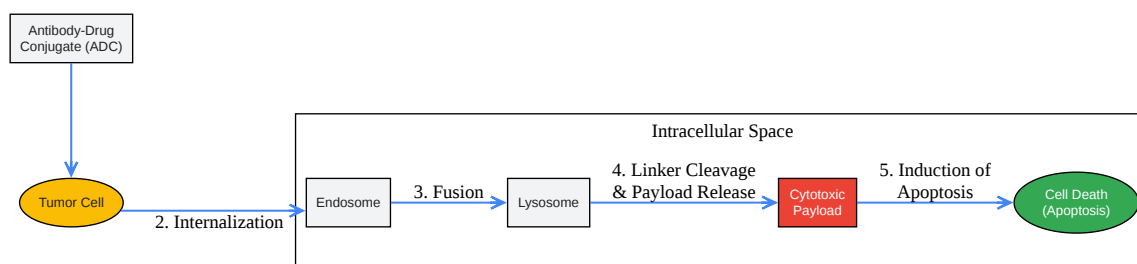 Antibody-Drug
Conjugate (ADC)
Intracellular Space
Tumor Cell
2. Internalization
Endosome
3. Fusion
Lysosome
4. Linker Cleavage
& Payload Release
Cytotoxic
Payload
5. Induction of
Apoptosis
Cell Death
(Apoptosis)